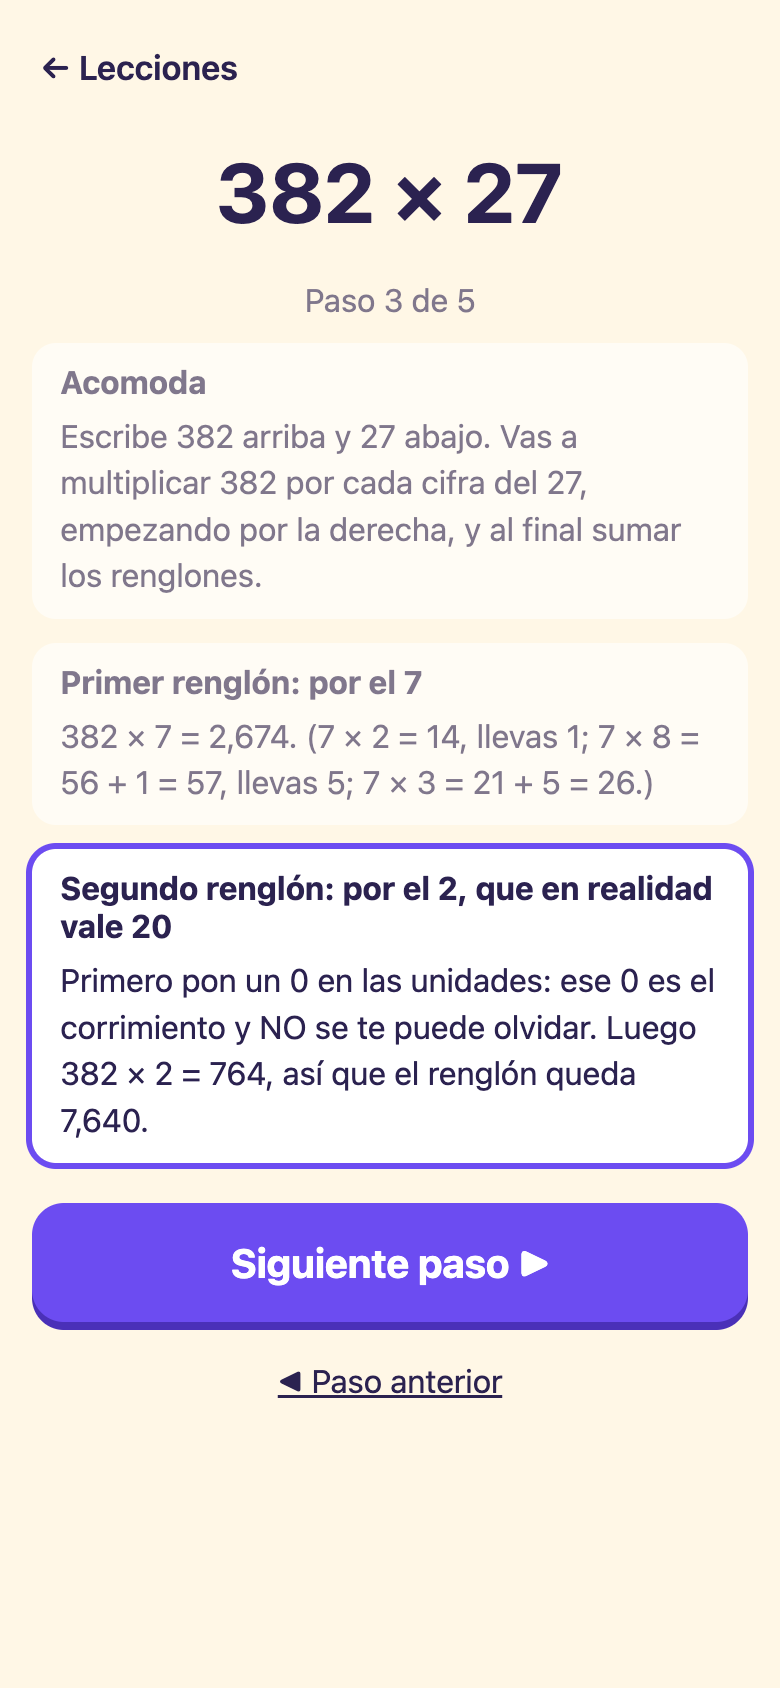 ← Lecciones
382 × 27
Paso 3 de 5
Acomoda
Escribe 382 arriba y 27 abajo. Vas a
multiplicar 382 por cada cifra del 27,
empezando por la derecha, y al final sumar
los renglones.
Primer renglón: por el 7
382 × 7 = 2,674. (7 × 2 = 14, llevas 1; 7 × 8 =
56 + 1 = 57, llevas 5; 7 × 3 = 21 + 5 = 26.)
Segundo renglón: por el 2, que en realidad
vale 20
Primero pon un 0 en las unidades: ese 0 es el
corrimiento y NO se te puede olvidar. Luego
382 × 2 = 764, así que el renglón queda
7,640.
Siguiente paso ▶
◀ Paso anterior